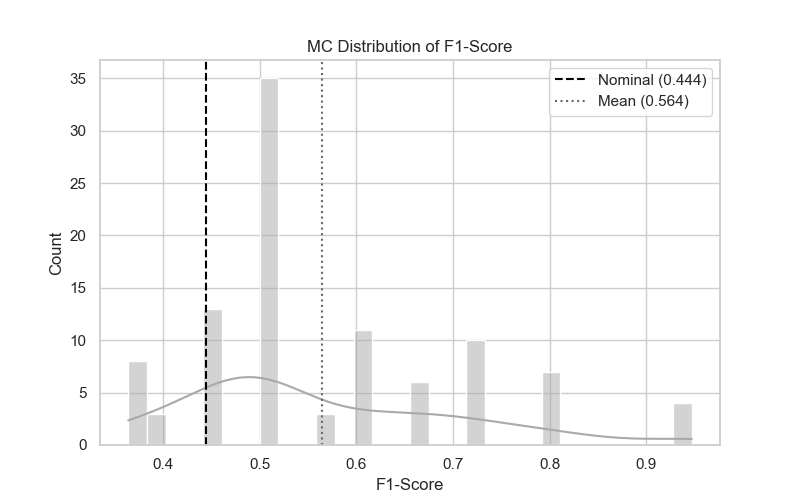 MC Distribution of F1-Score
Nominal (0.444)
Mean (0.564)
Count
35
30
25
20
15
10
5
0
0.4 0.5 0.6 0.7 0.8 0.9
F1-Score